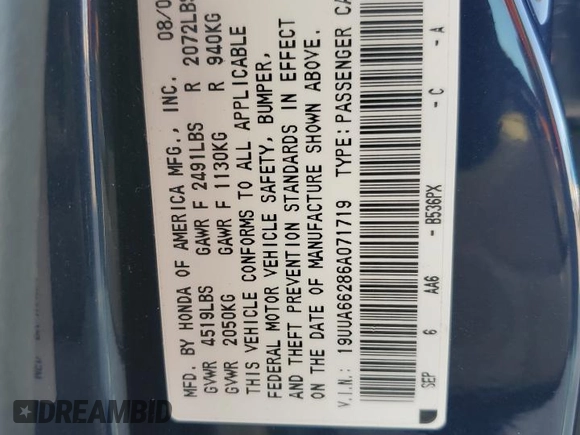 MFD. BY HONDA OF AMERICA MFG., INC. 08/0
GVWR 4519LBS GAWR F 2491LBS R 2072LBS
GVWR 2050KG GAWR F 1130KG R 940KG
THIS VEHICLE CONFORMS TO ALL APPLICABLE
FEDERAL MOTOR VEHICLE SAFETY, BUMPER,
AND THEFT PREVENTION STANDARDS IN EFFECT
ON THE DATE OF MANUFACTURE SHOWN ABOVE.
V.I.N.: 19UUA66286A071719 TYPE:PASSENGER CA
SEP 6 AA6 - B536PX - C - A
DREAMBID